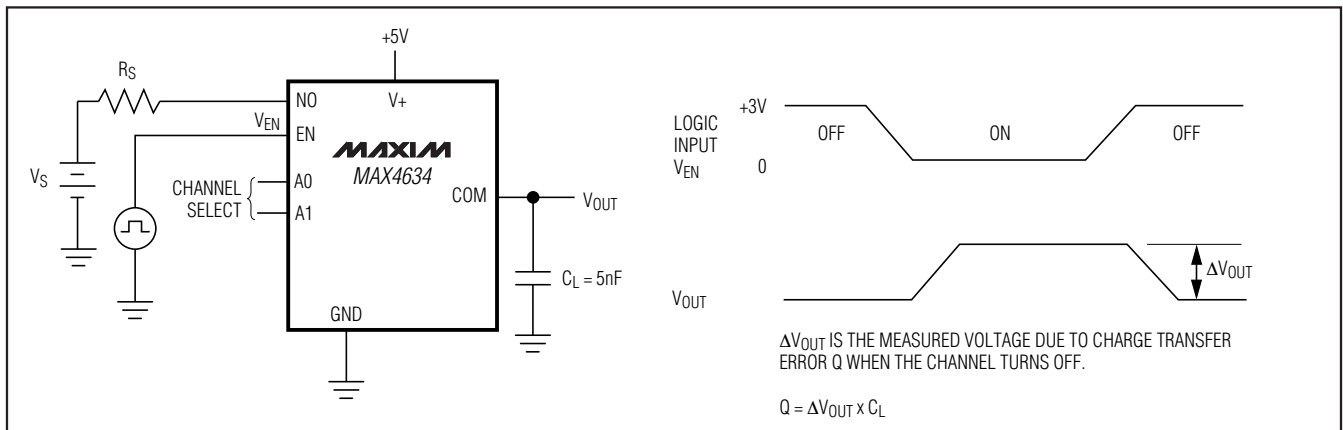 +5V
RS
NO
V+
VEN
EN
MAXIM
MAX4634
VS
CHANNEL
SELECT
A0
A1
COM
VOUT
CL = 5nF
GND
LOGIC
INPUT
VEN
+3V
0
OFF
ON
OFF
VOUT
ΔVOUT
ΔVOUT IS THE MEASURED VOLTAGE DUE TO CHARGE TRANSFER
ERROR Q WHEN THE CHANNEL TURNS OFF.
Q = ΔVOUT x CL